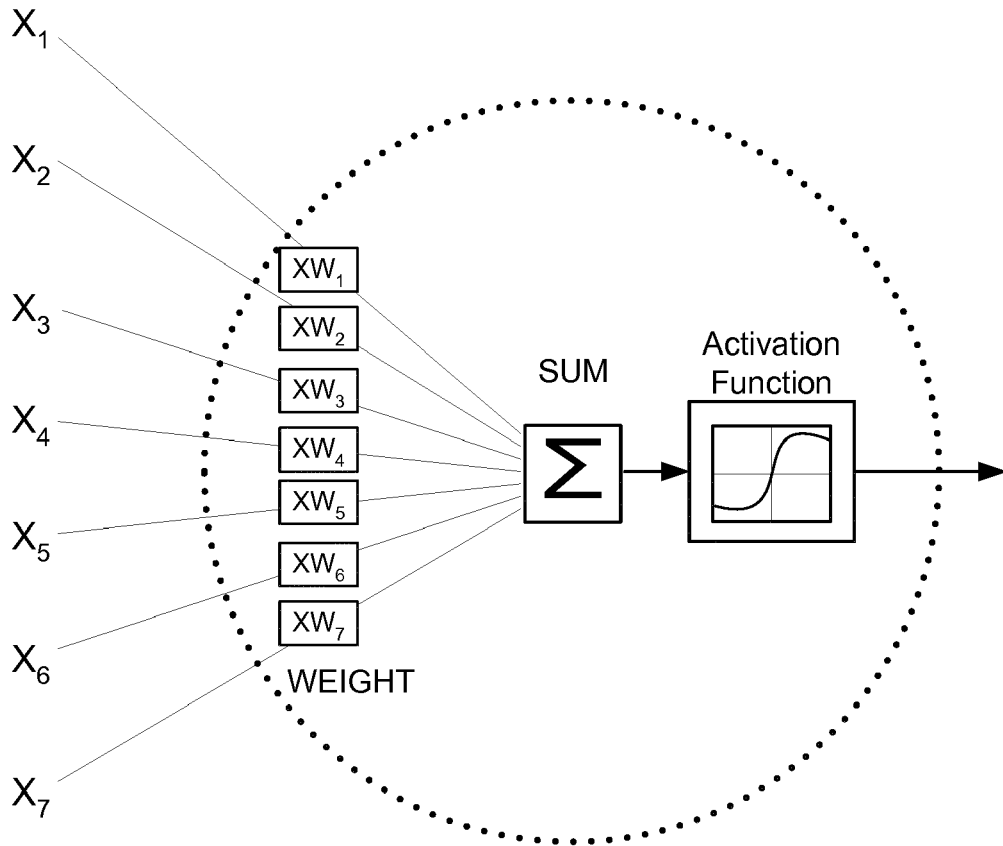 X₁
X₂
X₃
X₄
X₅
X₆
X₇
XW₁
XW₂
XW₃
XW₄
XW₅
XW₆
XW₇
WEIGHT
SUM
Σ
Activation
Function